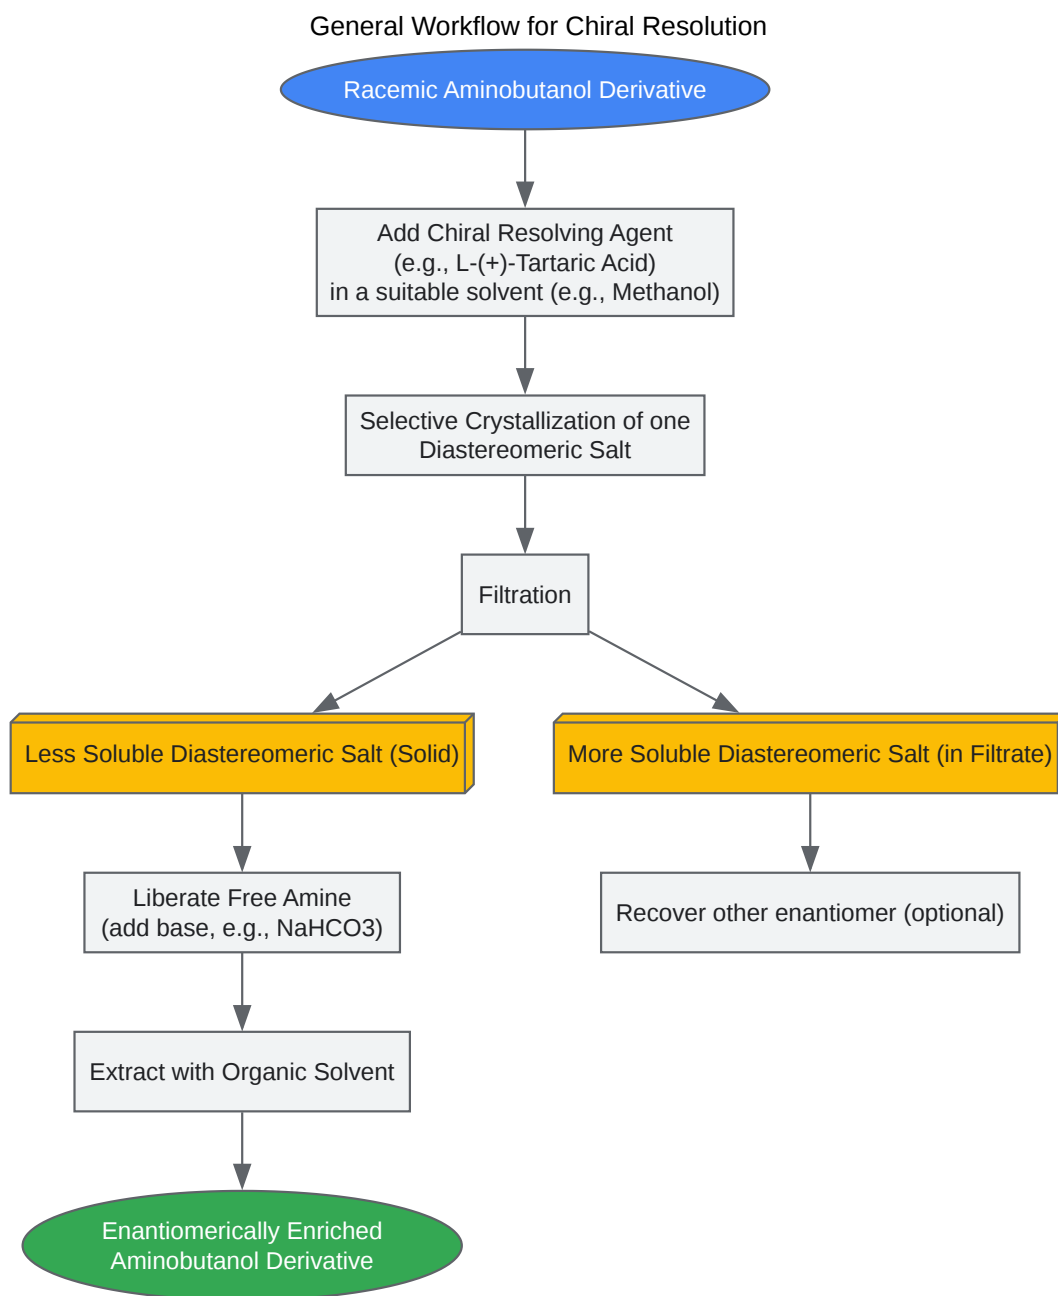 General Workflow for Chiral Resolution
Racemic Aminobutanol Derivative
Add Chiral Resolving Agent
(e.g., L-(+)-Tartaric Acid)
in a suitable solvent (e.g., Methanol)
Selective Crystallization of one
Diastereomeric Salt
Filtration
Less Soluble Diastereomeric Salt (Solid)
More Soluble Diastereomeric Salt (in Filtrate)
Liberate Free Amine
(add base, e.g., NaHCO3)
Recover other enantiomer (optional)
Extract with Organic Solvent
Enantiomerically Enriched
Aminobutanol Derivative